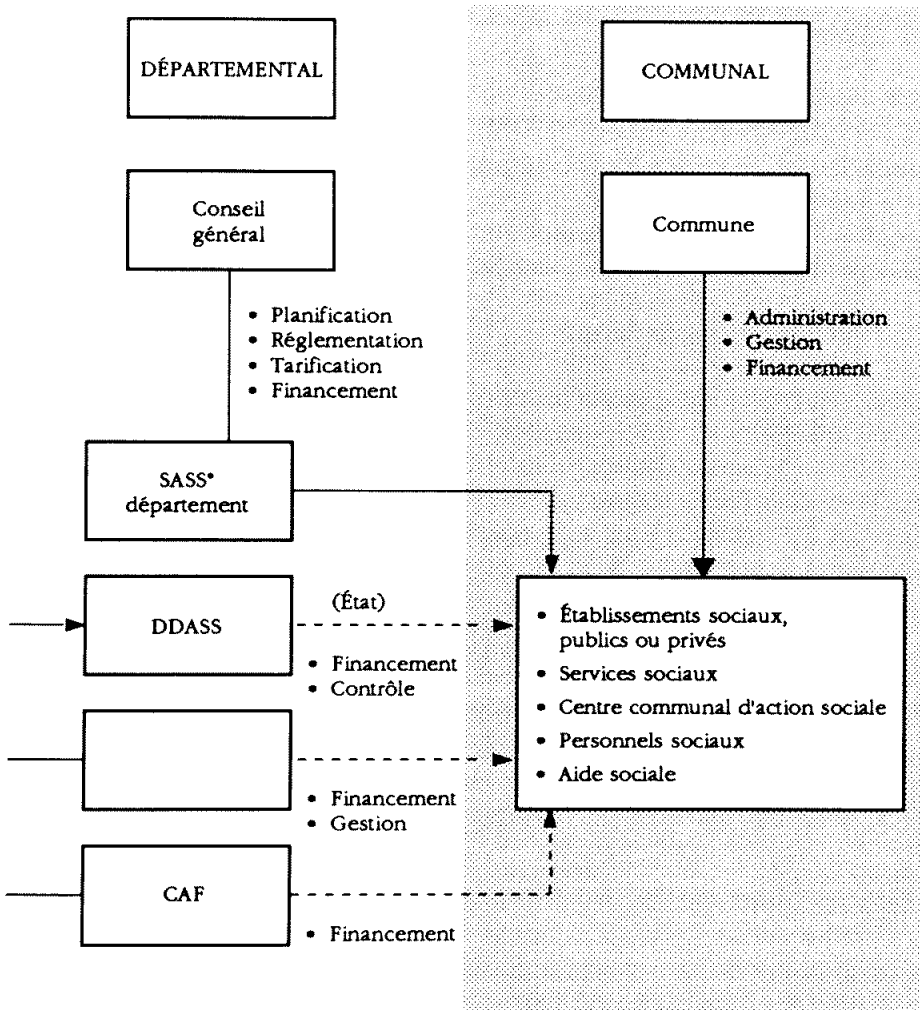 DÉPARTEMENTAL
COMMUNAL
Conseil
général
Commune
• Planification
• Réglementation
• Tarification
• Financement
• Administration
• Gestion
• Financement
SASS*
département
DDASS
(État)
• Financement
• Contrôle
• Établissements sociaux,
publics ou privés
• Services sociaux
• Centre communal d'action sociale
• Personnels sociaux
• Aide sociale
• Financement
• Gestion
CAF
• Financement